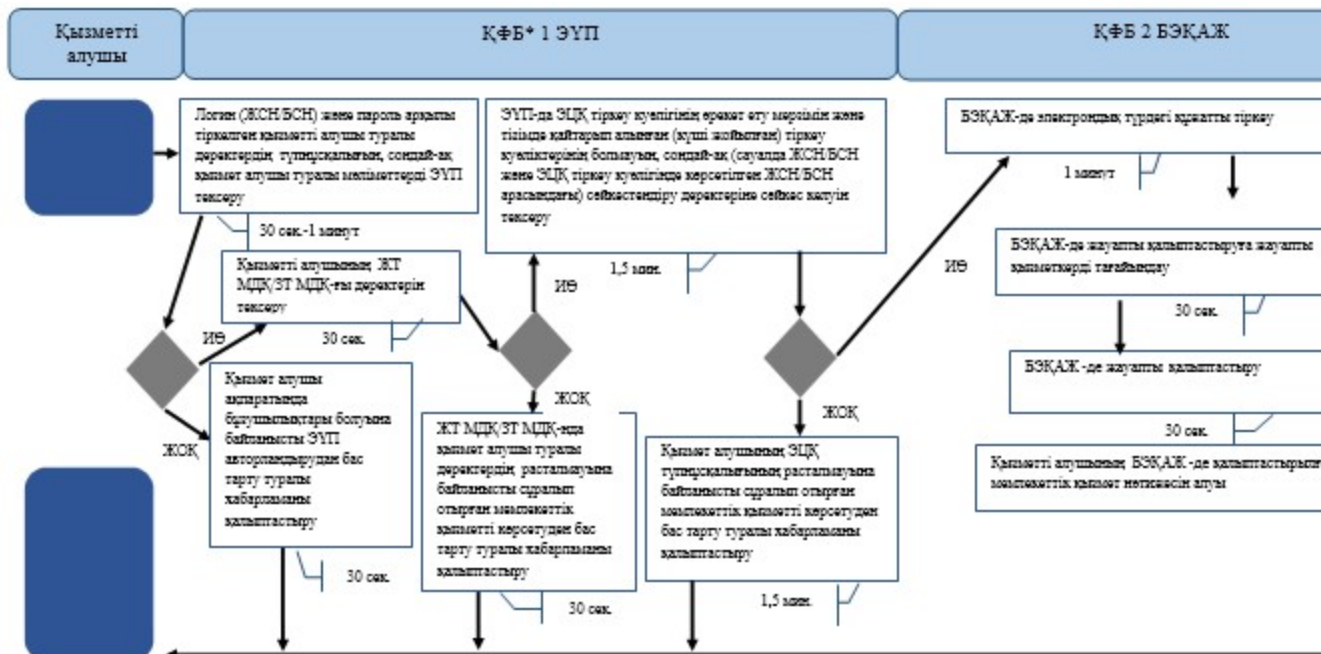 Қызметті
алушы
ҚФБ* 1 ЭҮП
ҚФБ 2 БЭҚАЖ
Логин (ЖСН/БСН) және пароль арқылы
тіркелген қызметті алушы туралы
деректердің түпнұсқалығын, сондай-ақ
қызмет алушы туралы мәліметтерді ЭҮП
тексеру
30 сек.-1 минут
Қызметті алушының ЖТ
МДҚ/ЗТ МДҚ-ғы деректерін
тексеру
30 сек.
ИӘ
ЖОҚ
Қызмет алушы
ақпаратында
бұзушылықтары болуына
байланысты ЭҮП
авторландырудан бас
тарту туралы
хабарламаны
қалыптастыру
30 сек.
ЭҮП-да ЭЦҚ тіркеу куәлігінің әрекет ету мерзімін және
тізімде қайтарып алынған (күші жойылған) тіркеу
куәліктерінің болмауын, сондай-ақ (сауалда ЖСН/БСН
және ЭЦҚ тіркеу куәлігінде көрсетілген ЖСН/БСН
арасындағы) сәйкестендіру деректеріне сәйкес келуін
тексеру
1,5 мин.
ИӘ
ЖОҚ
ЖТ МДҚ/ЗТ МДҚ-нда
қызмет алушы туралы
деректердің расталмауына
байланысты сұралып
отырған мемлекеттік
қызметті көрсетуден бас
тарту туралы хабарламаны
қалыптастыру
30 сек.
ИӘ
ЖОҚ
Қызмет алушының ЭЦҚ
түпнұсқалығының расталмауына
байланысты сұралып отырған
мемлекеттік қызметті көрсетуден
бас тарту туралы хабарламаны
қалыптастыру
1,5 мин.
БЭҚАЖ-де электрондық түрдегі құжатты тіркеу
1 минут
БЭҚАЖ-де жауапты қалыптастыруға жауапты
қызметкерді тағайындау
30 сек.
БЭҚАЖ -де жауапты қалыптастыру
30 сек.
Қызметті алушының БЭҚАЖ -де
мемлекеттік қызмет нәтижесін алуы